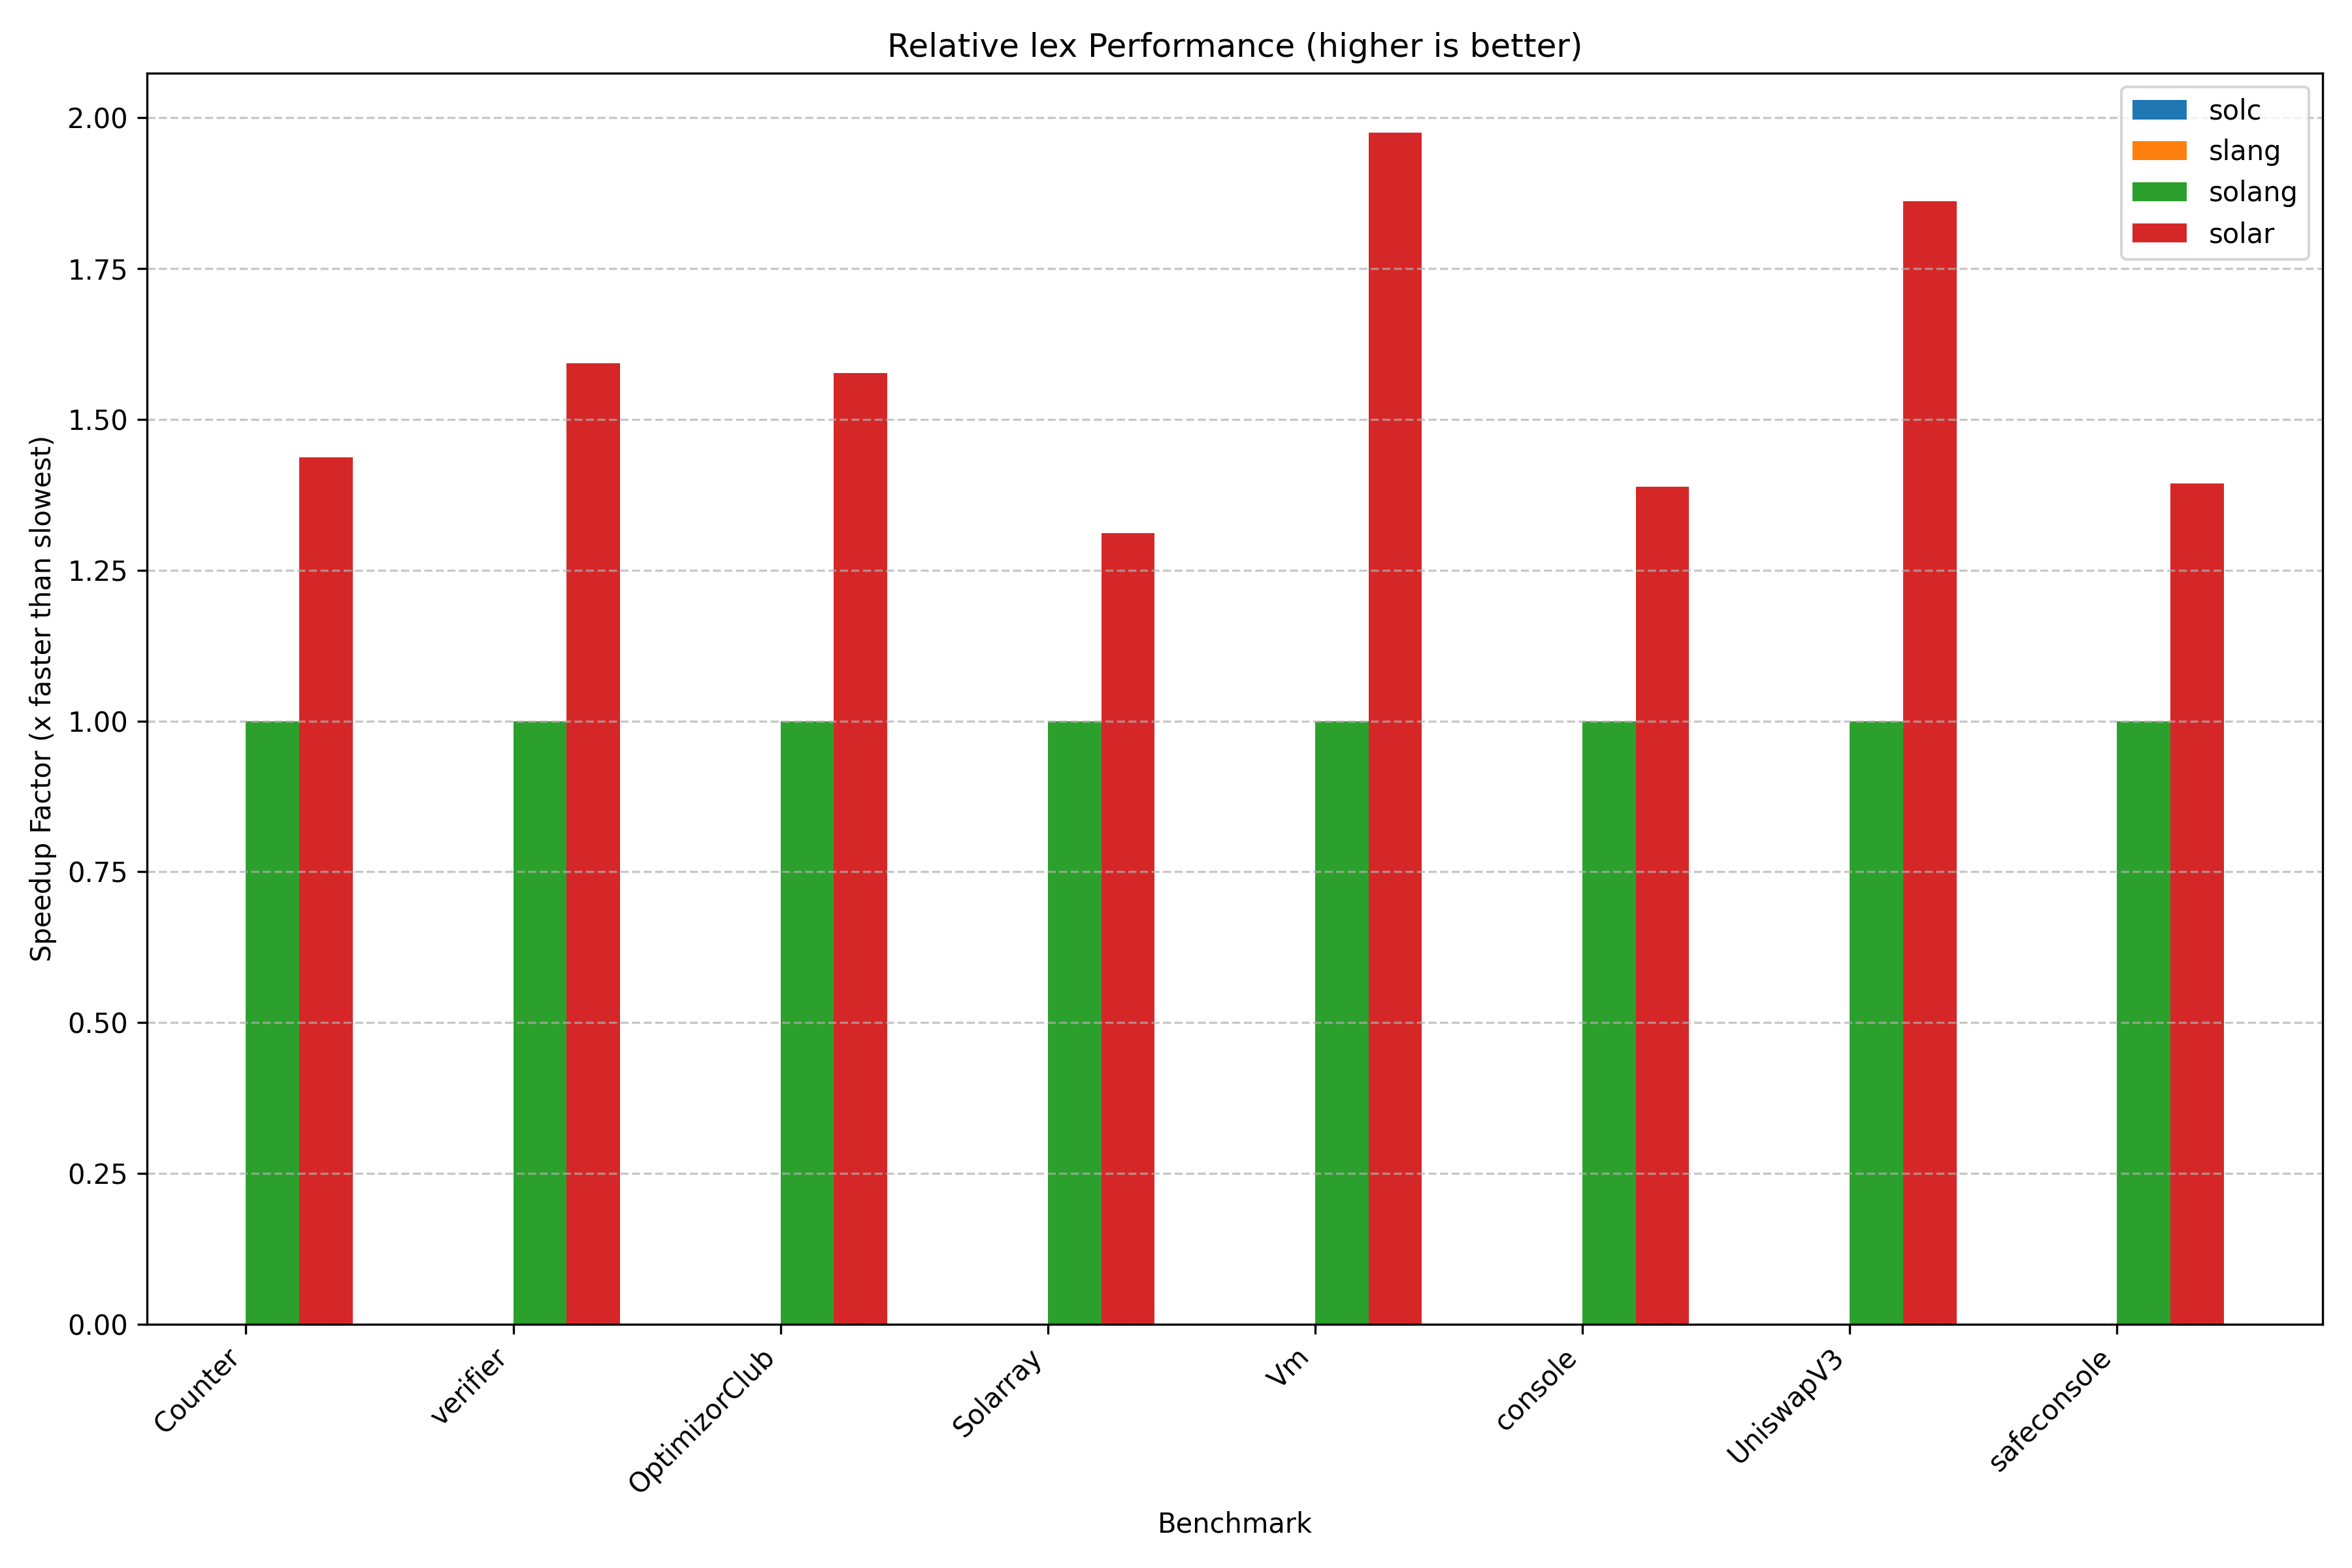 Relative lex Performance (higher is better)
solc
slang
solang
solar
Speedup Factor (x faster than slowest)
2.00
1.75
1.50
1.25
1.00
0.75
0.50
0.25
0.00
Counter
verifier
OptimizorClub
Solarray
Vm
console
UniswapV3
safeconsole
Benchmark